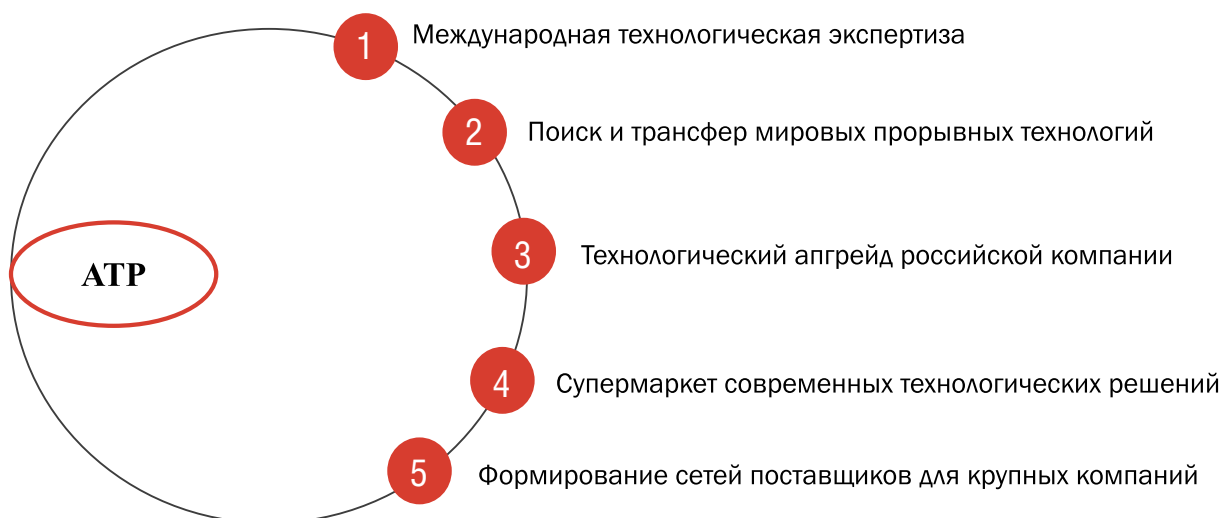 1 Международная технологическая экспертиза
2 Поиск и трансфер мировых прорывных технологий
3 Технологический апгрейд российской компании
АТР
4 Супермаркет современных технологических решений
5 Формирование сетей поставщиков для крупных компаний